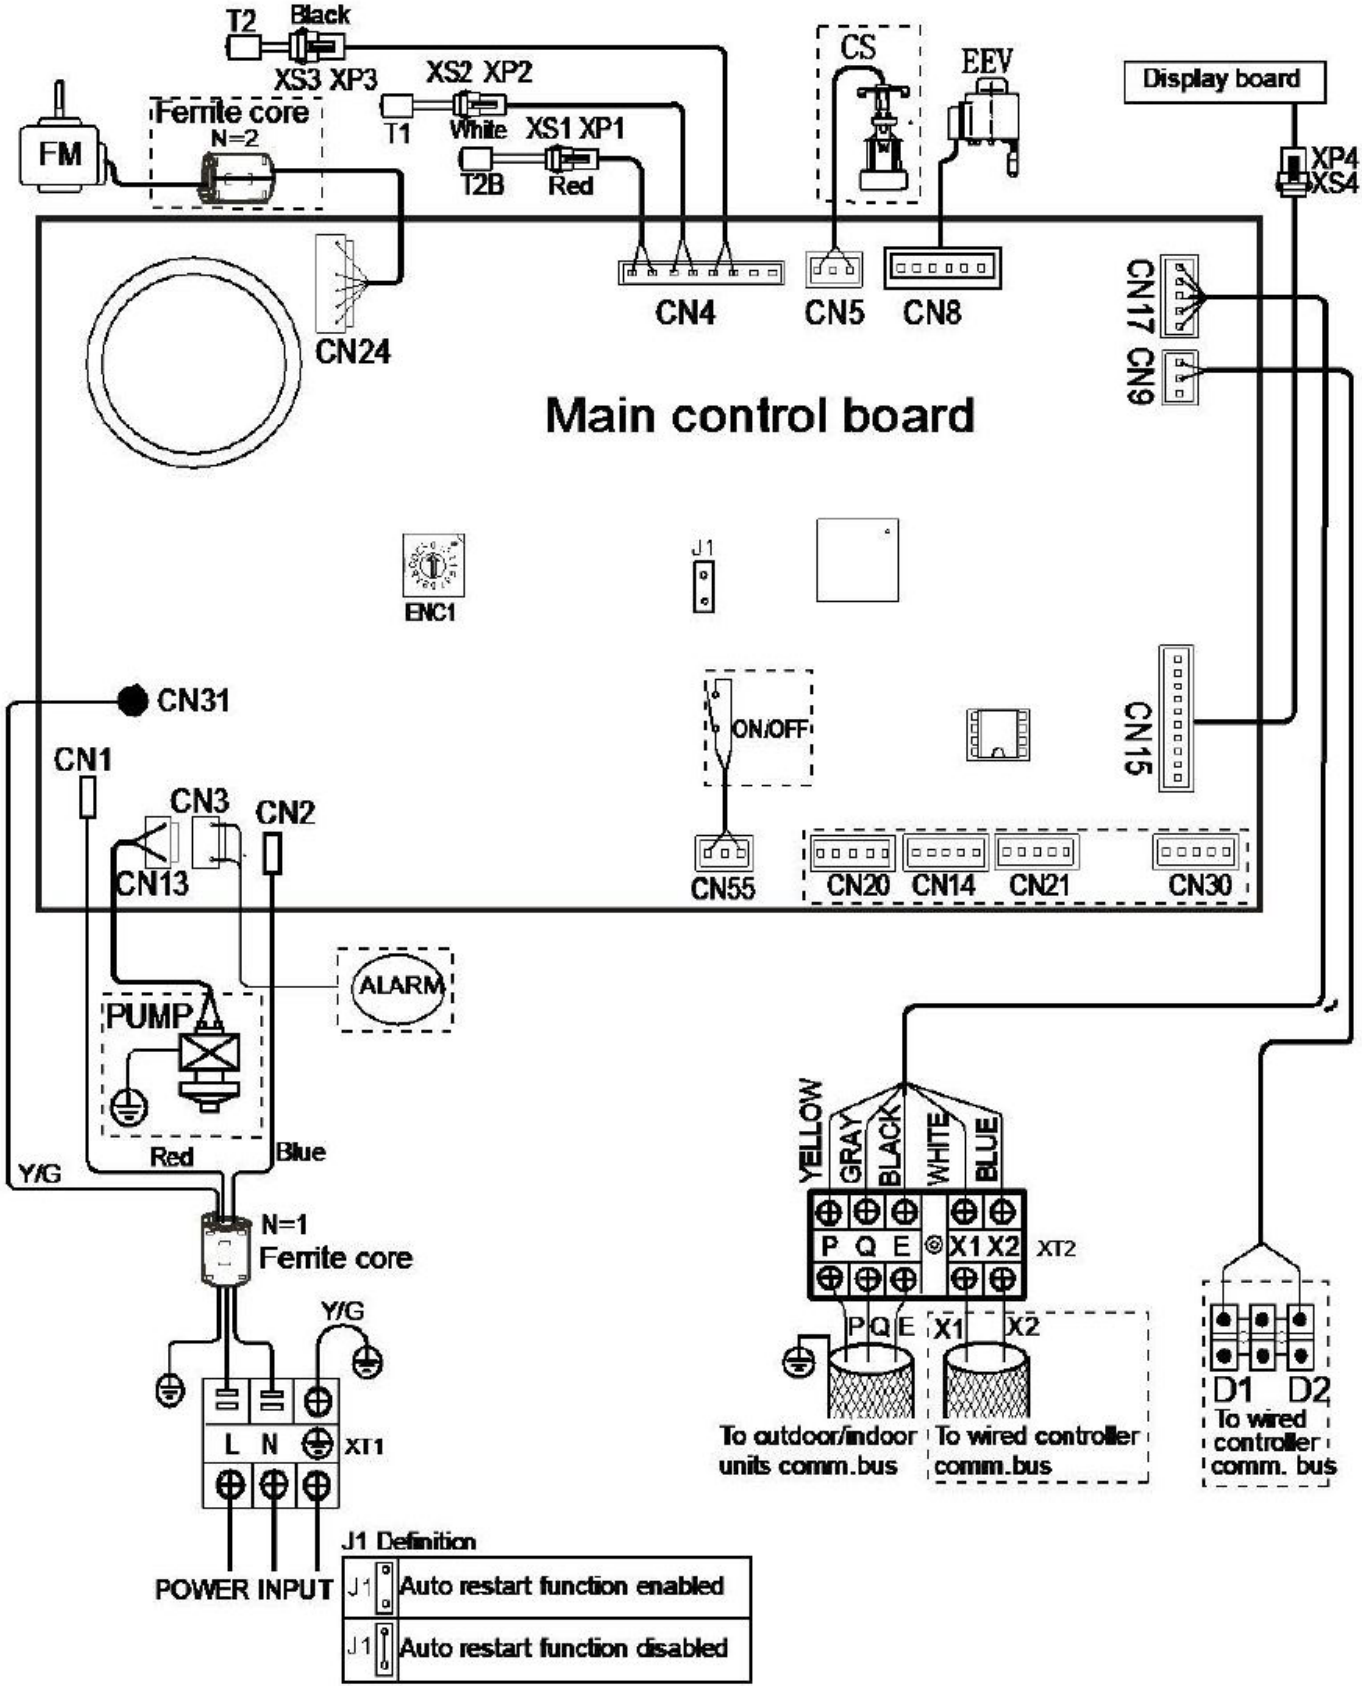 T2 Black
XS3 XP3
XS2 XP2
T1 White
XS1 XP1
T2B Red
CS
EEV
Display board
XP4
XS4
Ferrite core
N=2
FM
CN24
CN4
CN5
CN8
CN17
CN9
Main control board
ENC1
J1
CN31
CN1
CN3
CN2
CN13
ON/OFF
CN15
CN55
CN20
CN14
CN21
CN30
ALARM
PUMP
Red
Blue
Y/G
N=1
Ferrite core
Y/G
L N
XT1
POWER INPUT
YELLOW
GRAY
BLACK
WHITE
BLUE
P Q E X1 X2
XT2
P Q E
X1 X2
To outdoor/indoor
units comm.bus
To wired controller
comm.bus
D1 D2
To wired
controller
comm. bus
J1 Definition
J1 Auto restart function enabled
J1 Auto restart function disabled